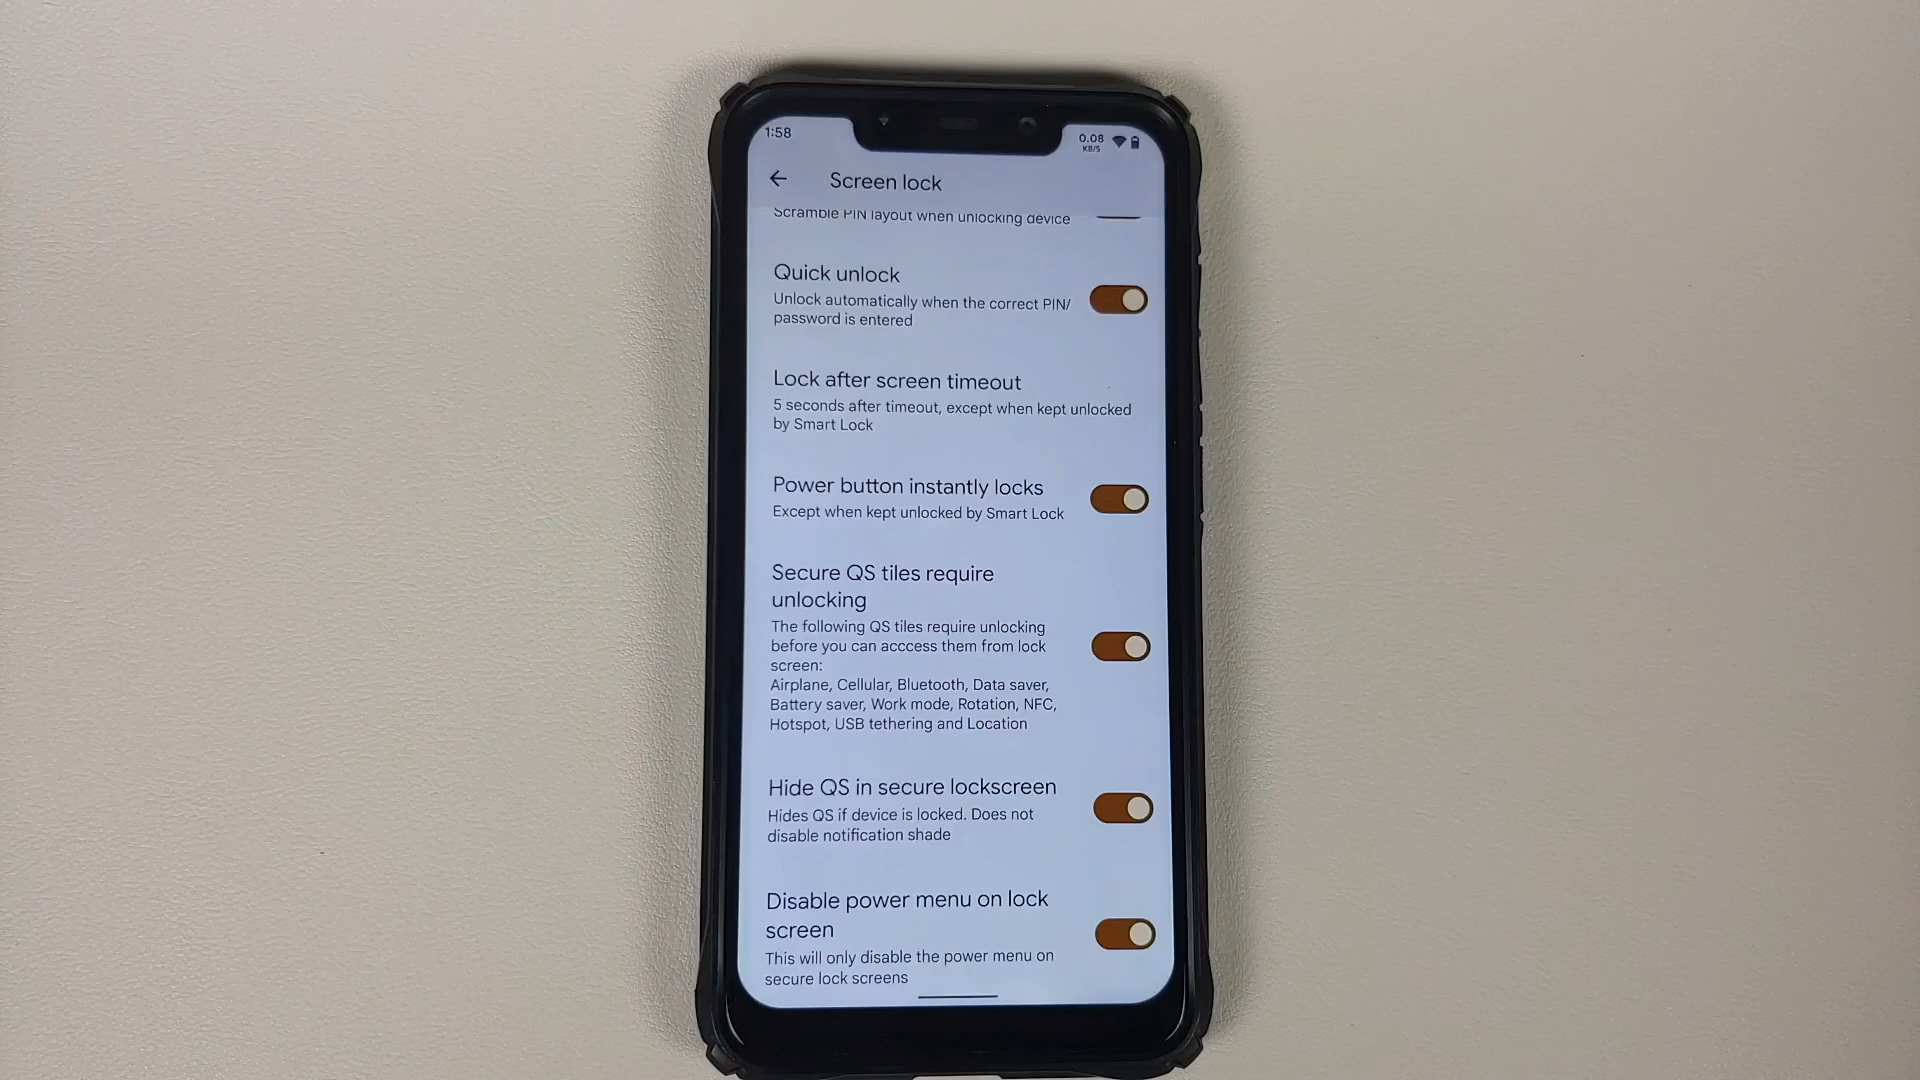 1:58
0.08
KB/S
Screen lock
Scramble PIN layout when unlocking device
Quick unlock
Unlock automatically when the correct PIN/
password is entered
Lock after screen timeout
5 seconds after timeout, except when kept unlocked
by Smart Lock
Power button instantly locks
Except when kept unlocked by Smart Lock
Secure QS tiles require
unlocking
The following QS tiles require unlocking
before you can acccess them from lock
screen:
Airplane, Cellular, Bluetooth, Data saver,
Battery saver, Work mode, Rotation, NFC,
Hotspot, USB tethering and Location
Hide QS in secure lockscreen
Hides QS if device is locked. Does not
disable notification shade
Disable power menu on lock
screen
This will only disable the power menu on
secure lock screens